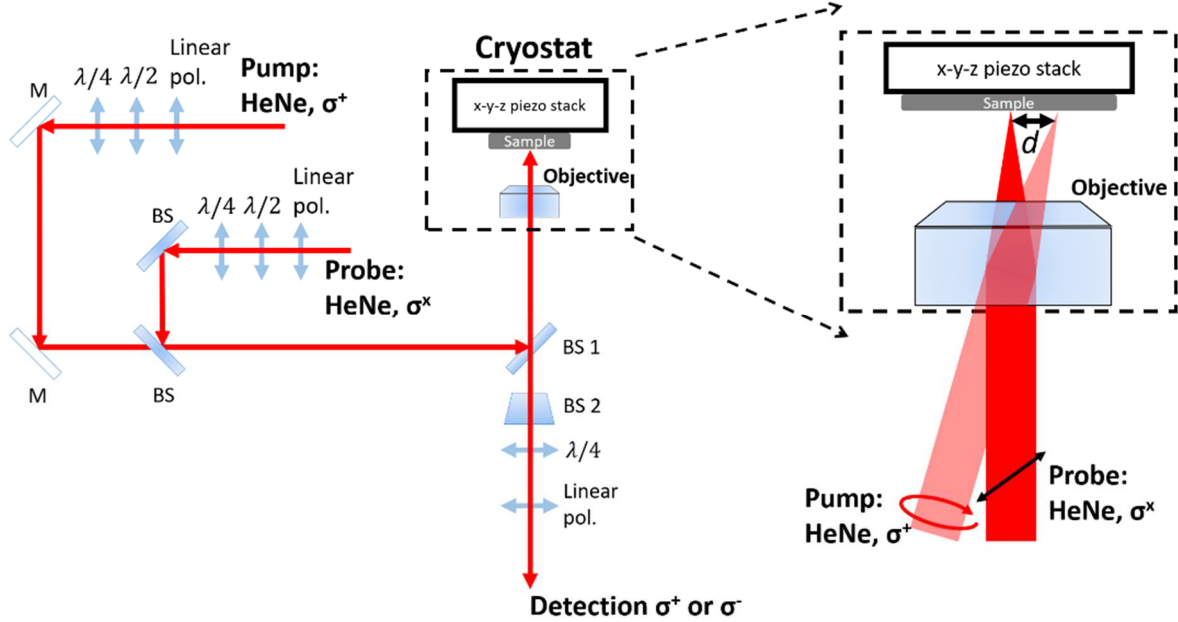 Linear
pol.
λ/4
λ/2
Pump:
HeNe, σ⁺
M
Linear
pol.
λ/4
λ/2
BS
Probe:
HeNe, σˣ
M
BS
Cryostat
x-y-z piezo stack
Sample
Objective
BS 1
BS 2
λ/4
Linear
pol.
Detection σ⁺ or σ⁻
x-y-z piezo stack
Sample
d
Objective
Probe:
HeNe, σˣ
Pump:
HeNe, σ⁺